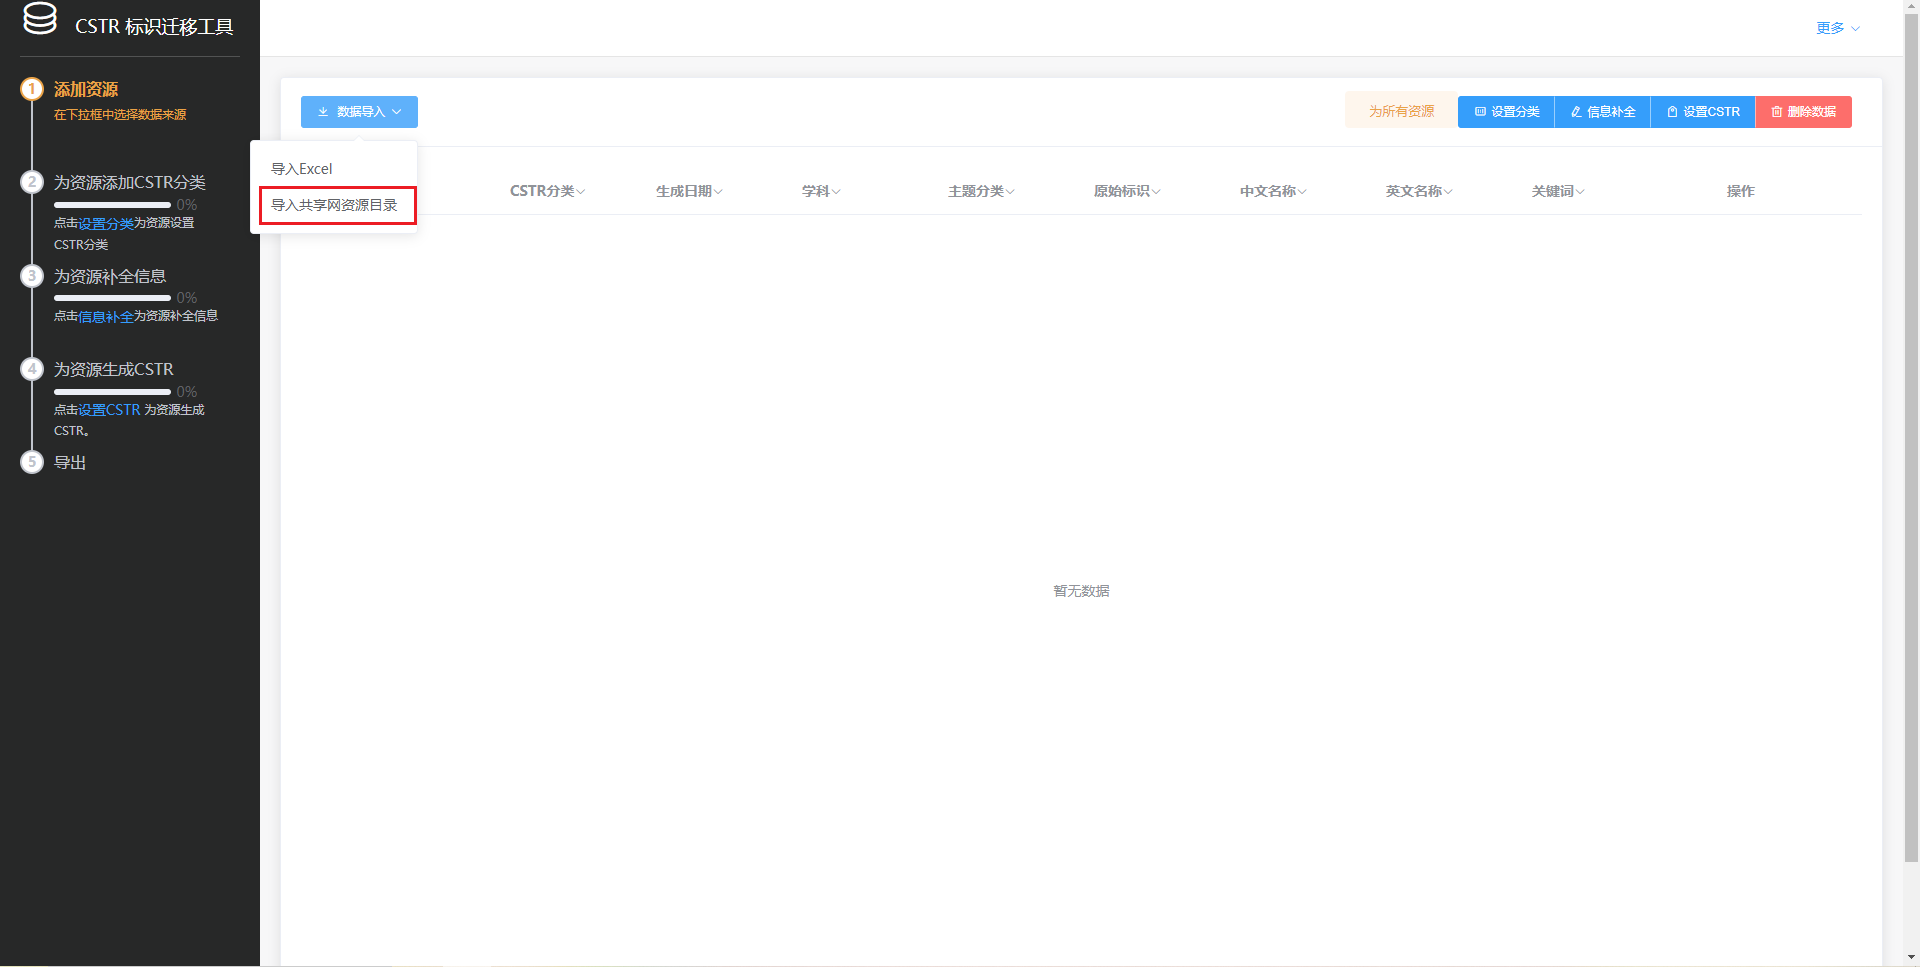 CSTR 标识迁移工具
更多
1 添加资源
在下拉框中选择数据来源
数据导入
为所有资源 设置分类 信息补全 设置CSTR 删除数据
导入Excel
导入共享网资源目录
CSTR分类 生成日期 学科 主题分类 原始标识 中文名称 英文名称 关键词 操作
2 为资源添加CSTR分类
0%
点击设置分类为资源设置
CSTR分类
3 为资源补全信息
0%
点击信息补全为资源补全信息
4 为资源生成CSTR
0%
点击设置CSTR 为资源生成
CSTR。
5 导出
暂无数据